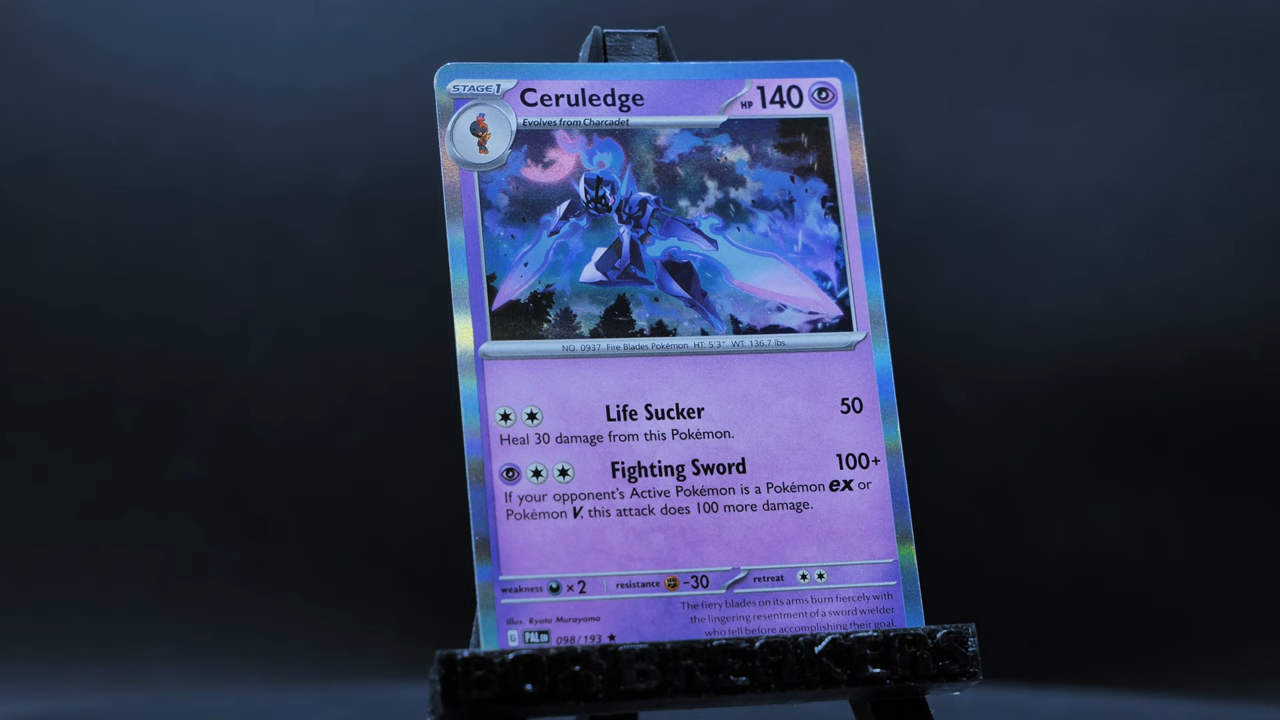 STAGE 1
Ceruledge
HP 140
Evolves from Charcadet
NO. 0937 Fire Blades Pokémon HT: 5'3" WT: 136.7 lbs.
Life Sucker 50
Heal 30 damage from this Pokémon.
Fighting Sword 100+
If your opponent's Active Pokémon is a Pokémon ex or
Pokémon V, this attack does 100 more damage.
weakness ×2 resistance -30 retreat
Illus. Ryota Murayama
G PAL EN 098/193
The fiery blades on its arms burn fiercely with
the lingering resentment of a sword wielder
who fell before accomplishing their goal.